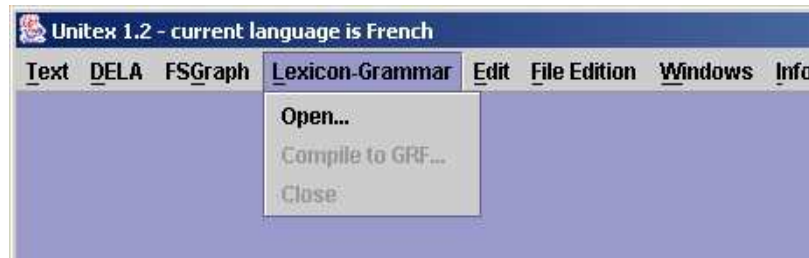 Unitex 1.2 - current language is French
Text DELA FSGraph Lexicon-Grammar Edit File Edition Windows Info
Open...
Compile to GRF...
Close